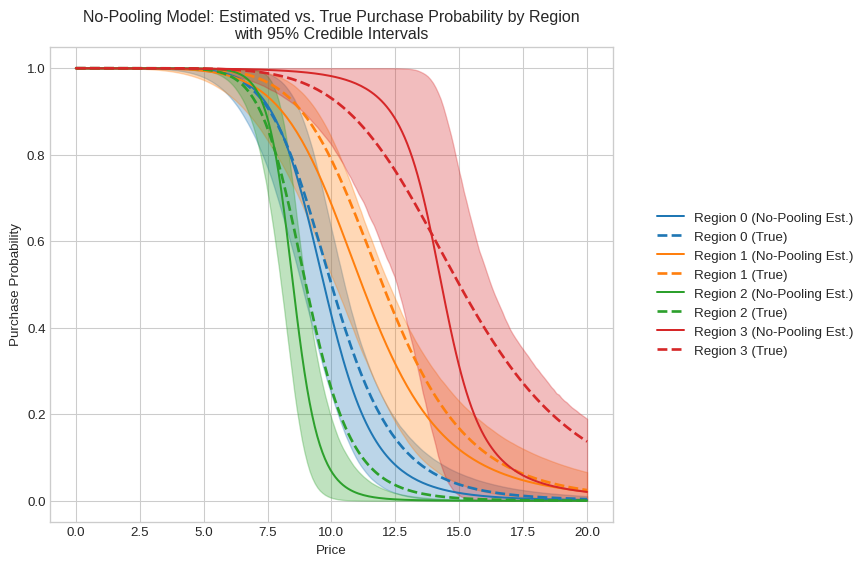 No-Pooling Model: Estimated vs. True Purchase Probability by Region
with 95% Credible Intervals
Purchase Probability
1.0
0.8
0.6
0.4
0.2
0.0
0.0 2.5 5.0 7.5 10.0 12.5 15.0 17.5 20.0
Price
Region 0 (No-Pooling Est.)
Region 0 (True)
Region 1 (No-Pooling Est.)
Region 1 (True)
Region 2 (No-Pooling Est.)
Region 2 (True)
Region 3 (No-Pooling Est.)
Region 3 (True)